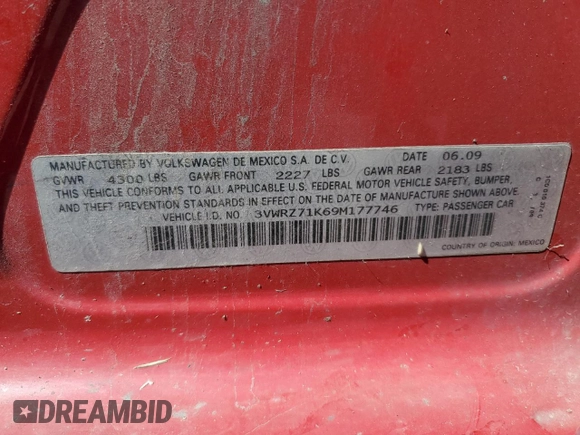 MANUFACTURED BY VOLKSWAGEN DE MEXICO S.A. DE C.V. DATE 06.09
GVWR 4300 LBS GAWR FRONT 2227 LBS GAWR REAR 2183 LBS
THIS VEHICLE CONFORMS TO ALL APPLICABLE U.S. FEDERAL MOTOR VEHICLE SAFETY, BUMPER,
AND THEFT PREVENTION STANDARDS IN EFFECT ON THE DATE OF MANUFACTURE SHOWN ABOVE.
VEHICLE I.D. NO. 3VWRZ71K69M177746 TYPE: PASSENGER CAR
COUNTRY OF ORIGIN: MEXICO
DREAMBID